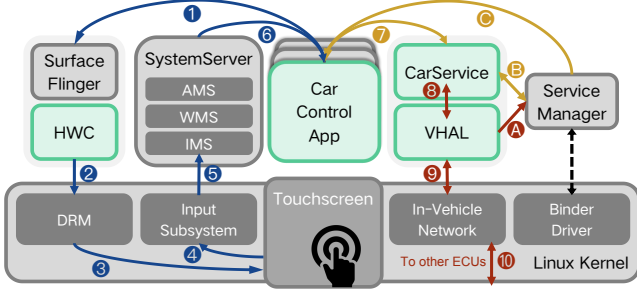 1
6
7
C
Surface
Flinger
SystemServer
AMS
WMS
IMS
Car
Control
App
CarService
B
8
VHAL
A
Service
Manager
HWC
2
5
9
DRM
Input
Subsystem
Touchscreen
In-Vehicle
Network
Binder
Driver
3
4
To other ECUs
10
Linux Kernel